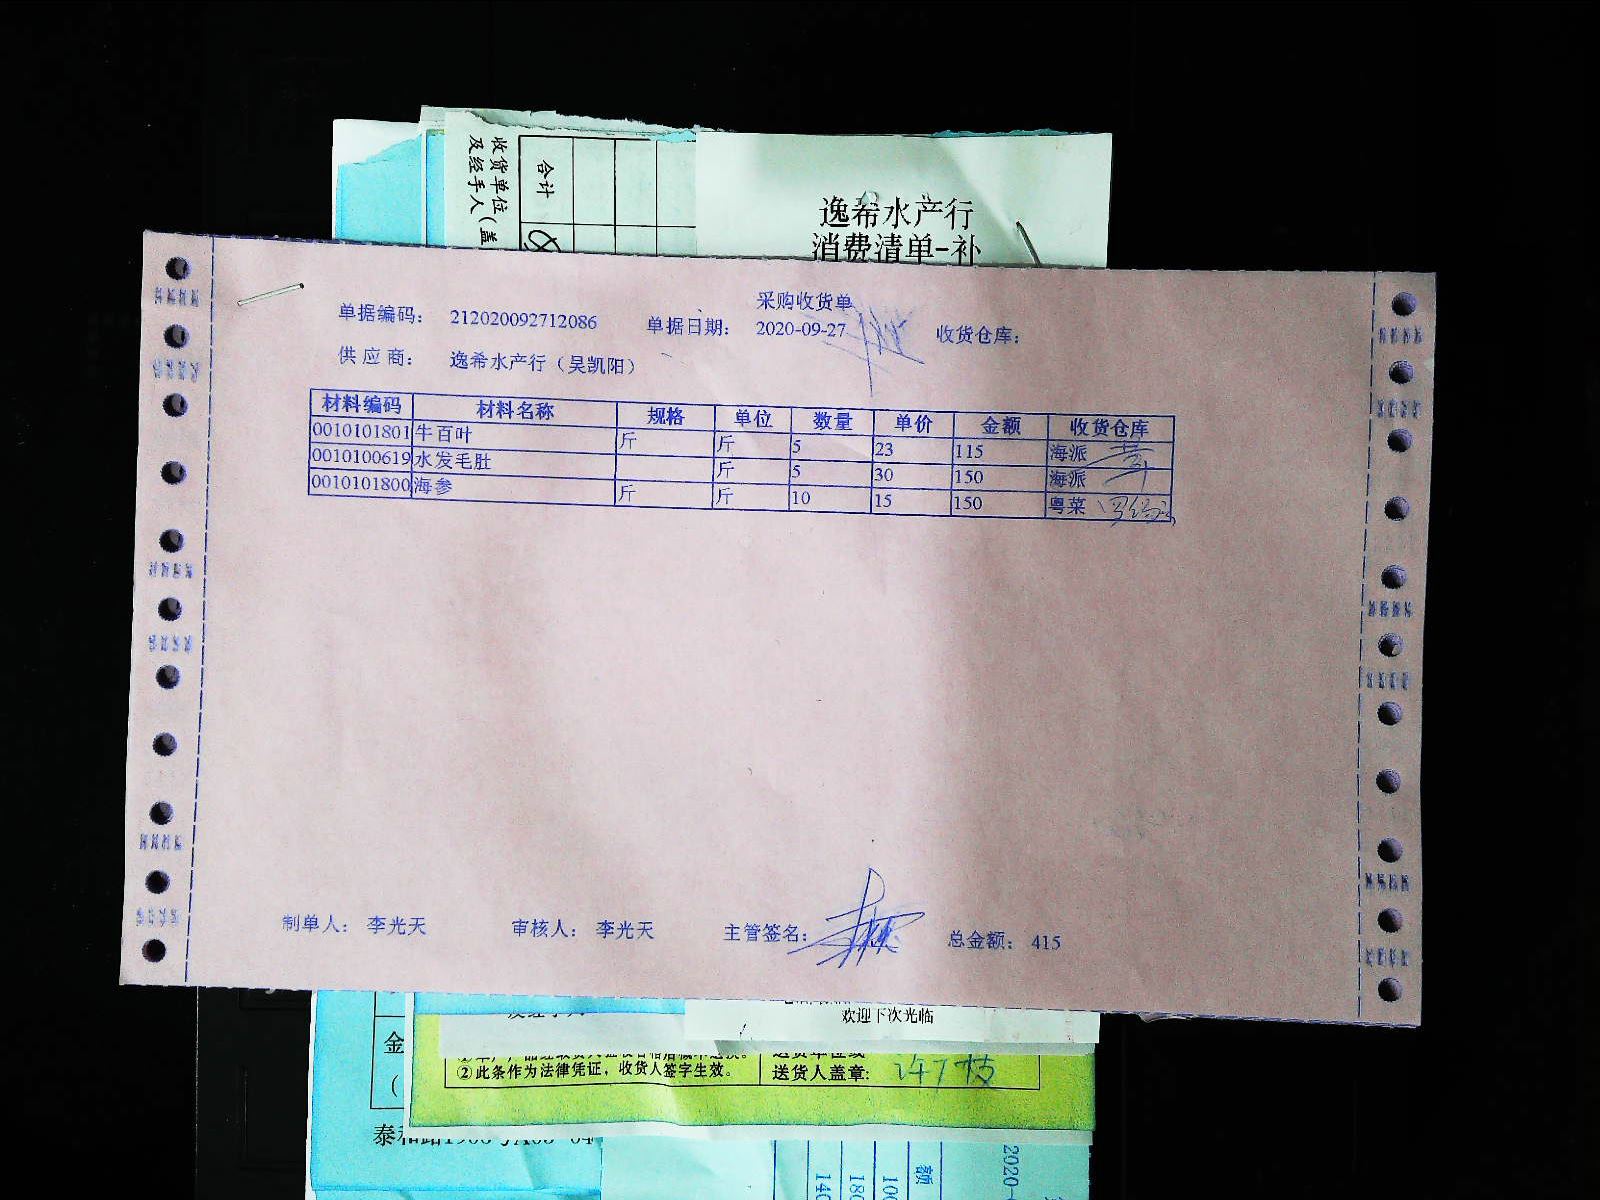 收货单位
及经手人(盖
合计
逸希水产行
消费清单-补
采购收货单
单据编码: 212020092712086 单据日期: 2020-09-27 收货仓库:
供应商: 逸希水产行（吴凯阳）
材料编码 材料名称 规格 单位 数量 单价 金额 收货仓库
0010101801 牛百叶 斤 斤 5 23 115 海派
0010100619 水发毛肚 斤 5 30 150 海派
0010101800 海参 斤 斤 10 15 150 粤菜
制单人: 李光天 审核人: 李光天 主管签名: 总金额: 415
欢迎下次光临
金
②此条作为法律凭证，收货人签字生效。 送货人盖章:
额
2020-